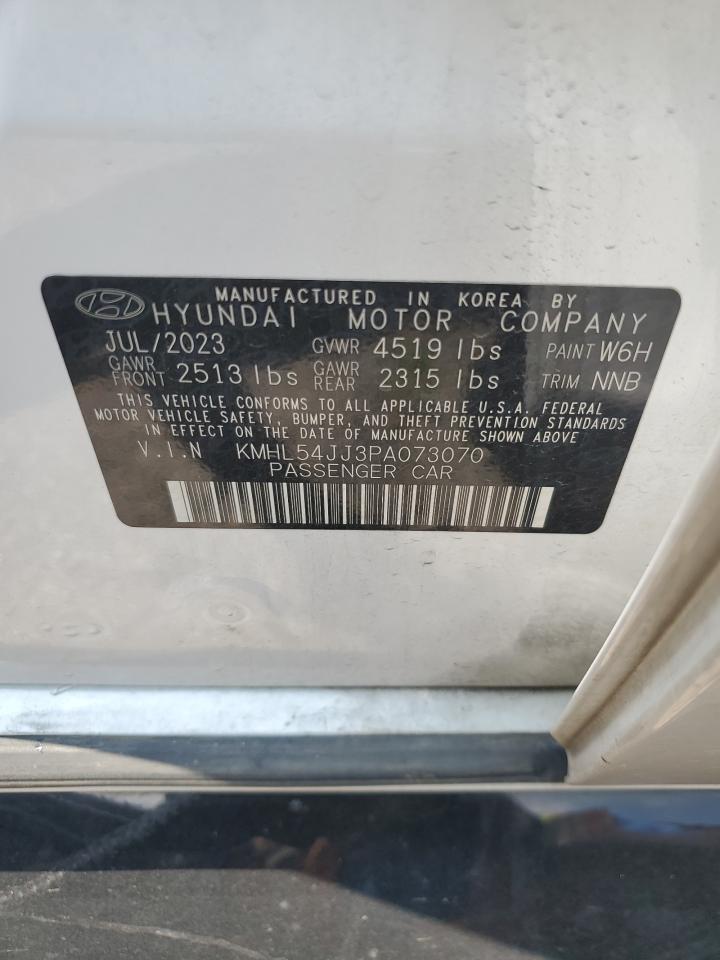 MANUFACTURED IN KOREA BY
HYUNDAI MOTOR COMPANY
JUL/2023 GVWR 4519 lbs PAINT W6H
GAWR FRONT 2513 lbs GAWR REAR 2315 lbs TRIM NNB
THIS VEHICLE CONFORMS TO ALL APPLICABLE U.S.A. FEDERAL
MOTOR VEHICLE SAFETY, BUMPER, AND THEFT PREVENTION STANDARDS
IN EFFECT ON THE DATE OF MANUFACTURE SHOWN ABOVE
V.I.N KMHL54JJ3PA073070
PASSENGER CAR